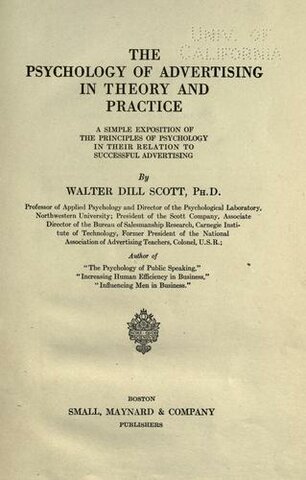 UNIV. OF
CALIFORNIA
THE
PSYCHOLOGY OF ADVERTISING
IN THEORY AND
PRACTICE
A SIMPLE EXPOSITION OF
THE PRINCIPLES OF PSYCHOLOGY
IN THEIR RELATION TO
SUCCESSFUL ADVERTISING
By
WALTER DILL SCOTT, PH.D.
Professor of Applied Psychology and Director of the Psychological Laboratory,
Northwestern University; President of the Scott Company, Associate
Director of the Bureau of Salesmanship Research, Carnegie Insti-
tute of Technology, Former President of the National
Association of Advertising Teachers, Colonel, U.S.R.;
Author of
"The Psychology of Public Speaking,"
"Increasing Human Efficiency in Business,"
"Influencing Men in Business."
BOSTON
SMALL, MAYNARD & COMPANY
PUBLISHERS